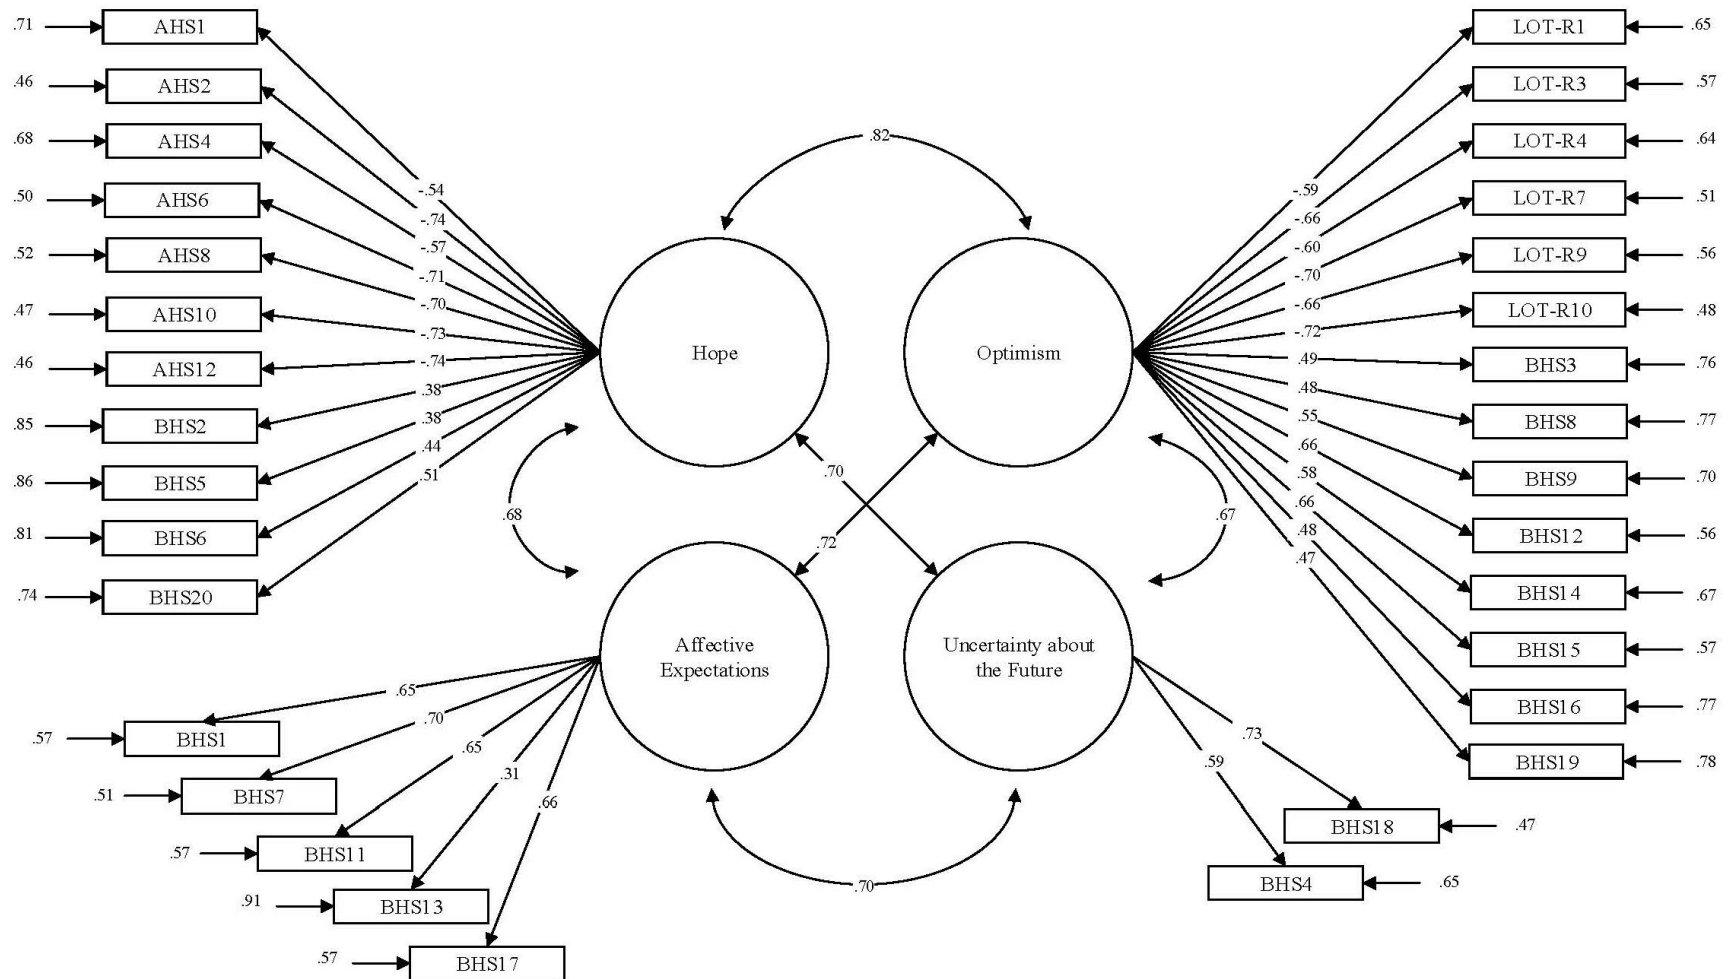 .71 AHS1
.46 AHS2
.68 AHS4
.50 AHS6
.52 AHS8
.47 AHS10
.46 AHS12
.85 BHS2
.86 BHS5
.81 BHS6
.74 BHS20
-.54
-.74
-.57
-.71
-.70
-.73
-.74
.38
.38
.44
.51
.82
Hope
Optimism
.68
.70
.72
.67
Affective
Expectations
Uncertainty about
the Future
.70
-.59
-.66
-.60
-.70
-.66
-.72
.49
.48
.55
.66
.58
.66
.48
.47
LOT-R1 .65
LOT-R3 .57
LOT-R4 .64
LOT-R7 .51
LOT-R9 .56
LOT-R10 .48
BHS3 .76
BHS8 .77
BHS9 .70
BHS12 .56
BHS14 .67
BHS15 .57
BHS16 .77
BHS19 .78
.65
.70
.65
.31
.66
.57 BHS1
.51 BHS7
.57 BHS11
.91 BHS13
.57 BHS17
.73
.59
BHS18 .47
BHS4 .65